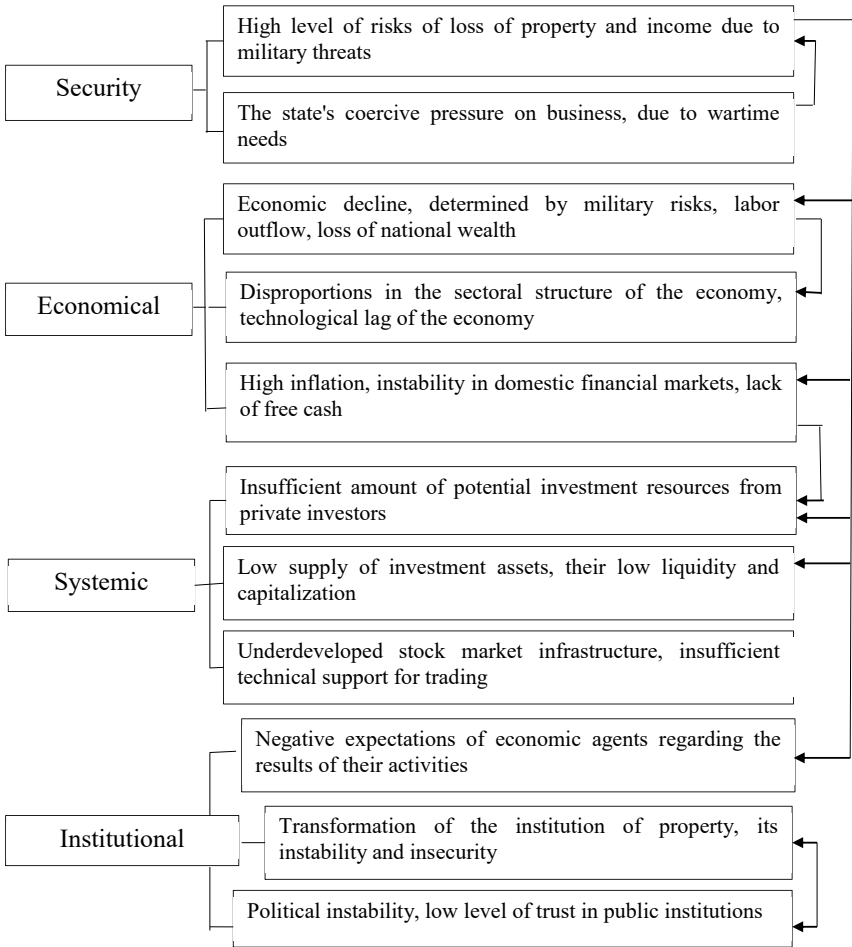 Security
High level of risks of loss of property and income due to
military threats
The state's coercive pressure on business, due to wartime
needs
Economical
Economic decline, determined by military risks, labor
outflow, loss of national wealth
Disproportions in the sectoral structure of the economy,
technological lag of the economy
High inflation, instability in domestic financial markets, lack
of free cash
Systemic
Insufficient amount of potential investment resources from
private investors
Low supply of investment assets, their low liquidity and
capitalization
Underdeveloped stock market infrastructure, insufficient
technical support for trading
Institutional
Negative expectations of economic agents regarding the
results of their activities
Transformation of the institution of property, its
instability and insecurity
Political instability, low level of trust in public institutions